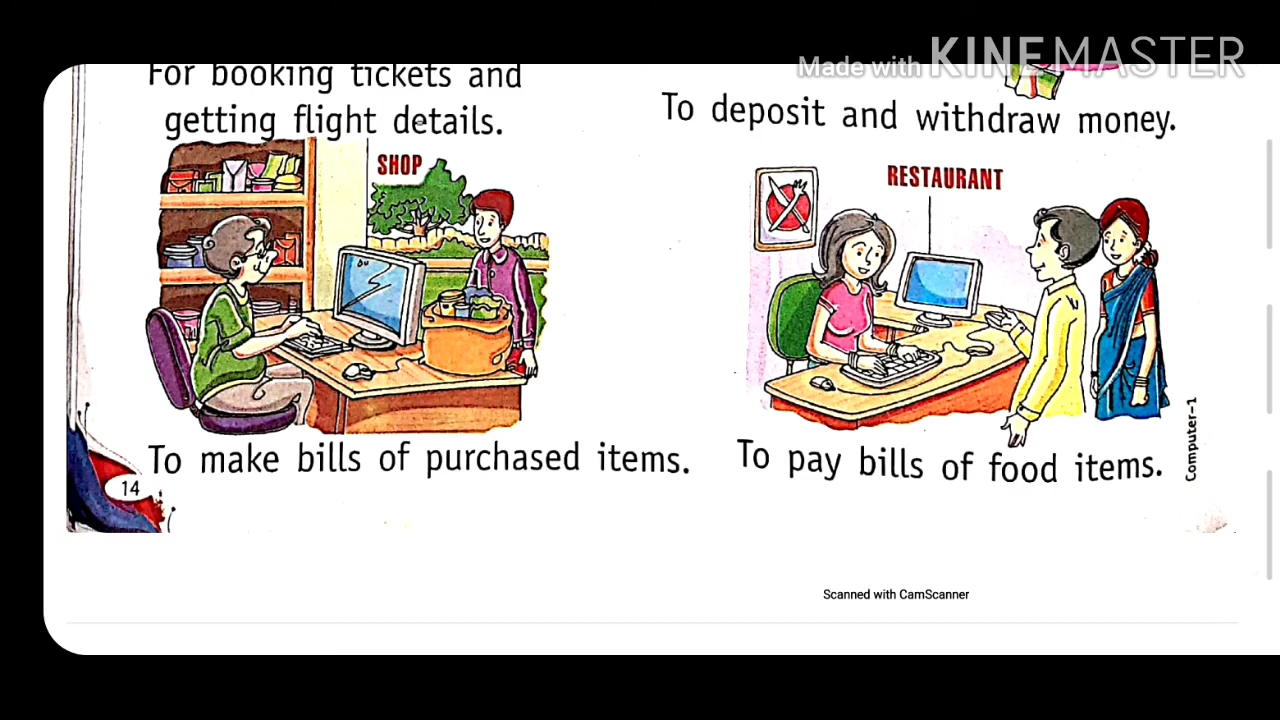 Made with KINEMASTER
For booking tickets and
getting flight details.
To deposit and withdraw money.
SHOP
RESTAURANT
To make bills of purchased items.
To pay bills of food items.
Computer-1
14
Scanned with CamScanner